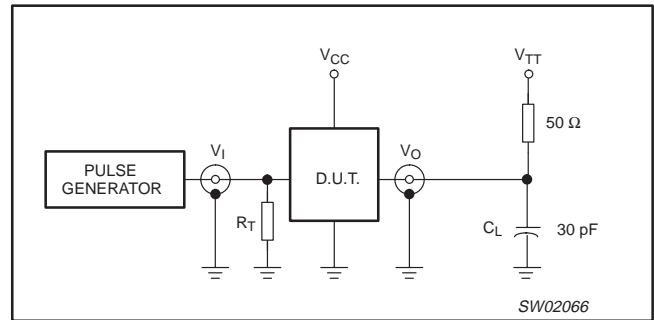 VCC
VTT
50 Ω
VI
VO
PULSE
GENERATOR
D.U.T.
RT
CL
30 pF
SW02066